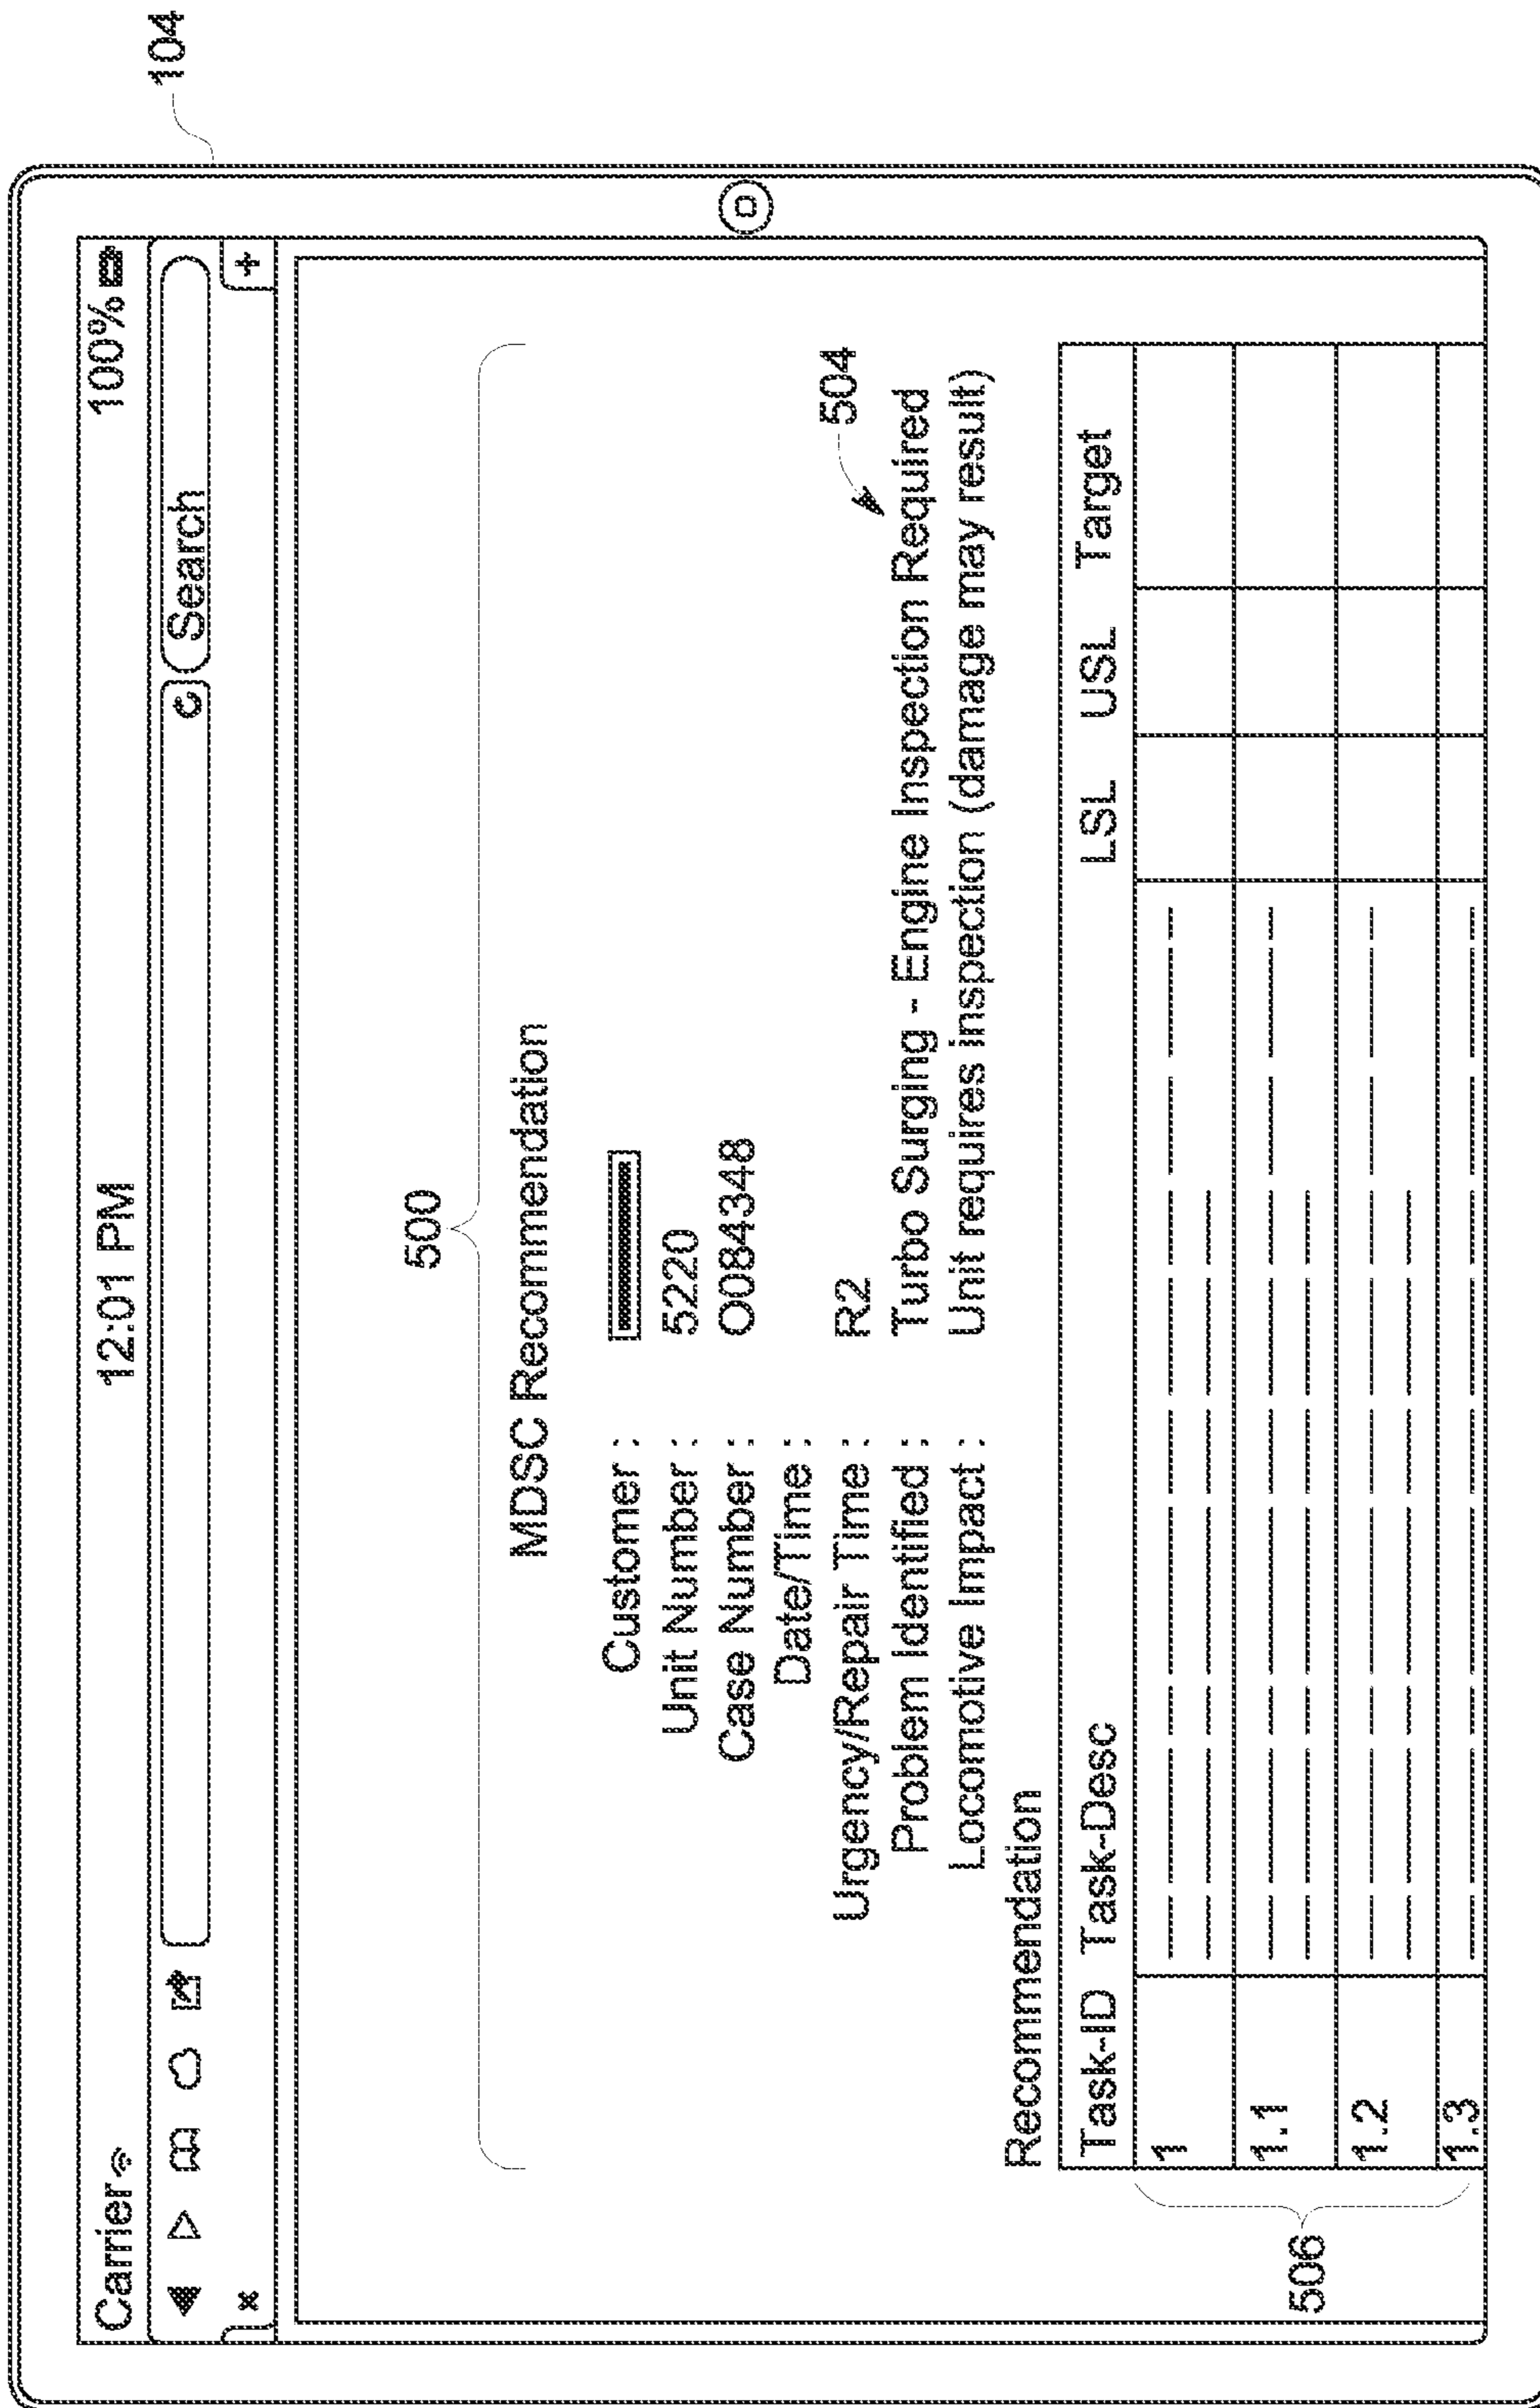 104
Carrier 12:01 PM 100%
x C Search +
500
MDSC Recommendation
Customer :
Unit Number : 5220
Case Number : O084348
Date/Time :
Urgency/Repair Time : R2
504
Problem Identified : Turbo Surging - Engine Inspection Required
Locomotive Impact : Unit requires inspection (damage may result)
Recommendation
Task-ID Task-Desc LSL USL Target
1
1.1
506
1.2
1.3